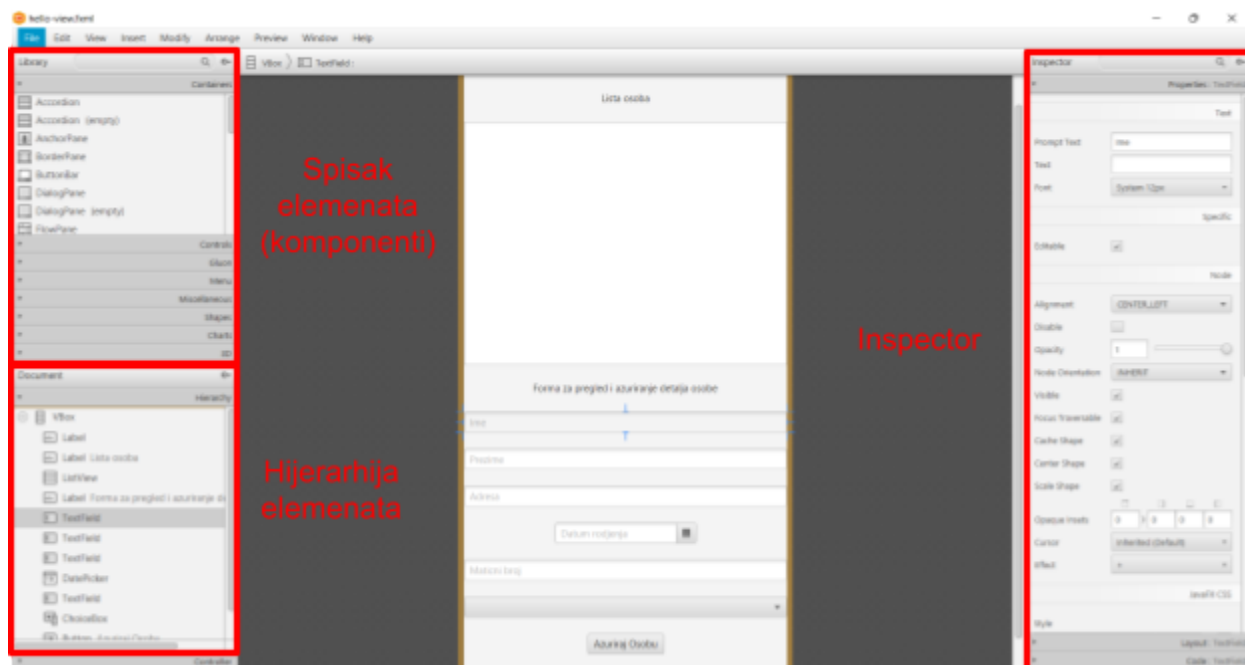 hello-view.fxml
File Edit View Insert Modify Arrange Preview Window Help
Library
VBox TextField :
Inspector
Containers
Accordion
Accordion (empty)
AnchorPane
BorderPane
ButtonBar
DialogPane
DialogPane (empty)
FlowPane
Controls
Gluon
Menu
Miscellaneous
Shapes
Charts
3D
Document
Hierarchy
VBox
Label
Label Lista osoba
ListView
Label Forma za pregled i azuriranje de
TextField
TextField
TextField
DatePicker
TextField
ChoiceBox
Button Azuriraj Osobu
Controller
Spisak
elemenata
(komponenti)
Hijerarhija
elemenata
Lista osoba
Forma za pregled i azuriranje detalja osobe
Ime
Prezime
Adresa
Datum rodjenja
Maticni broj
Azuriraj Osobu
Inspector
Properties : TextField
Text
Prompt Text Ime
Text
Font System 12px
Specific
Editable
Node
Alignment CENTER_LEFT
Disable
Opacity 1
Node Orientation INHERIT
Visible
Focus Traversable
Cache Shape
Center Shape
Scale Shape
Opaque Insets 0 0 0 0
Cursor Inherited (Default)
Effect +
JavaFX CSS
Style
Layout : TextField
Code : TextField